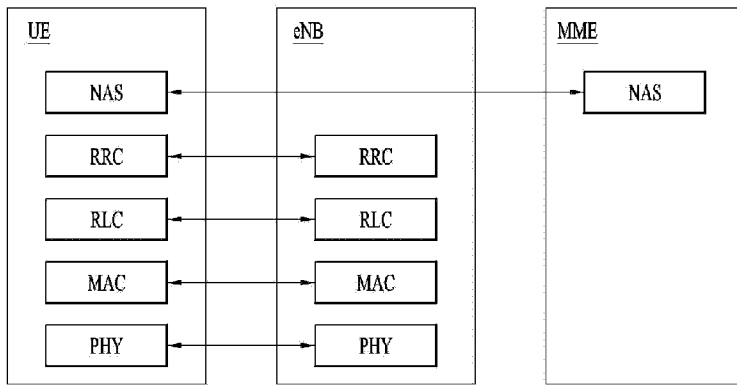 UE eNB MME
NAS NAS
RRC RRC
RLC RLC
MAC MAC
PHY PHY